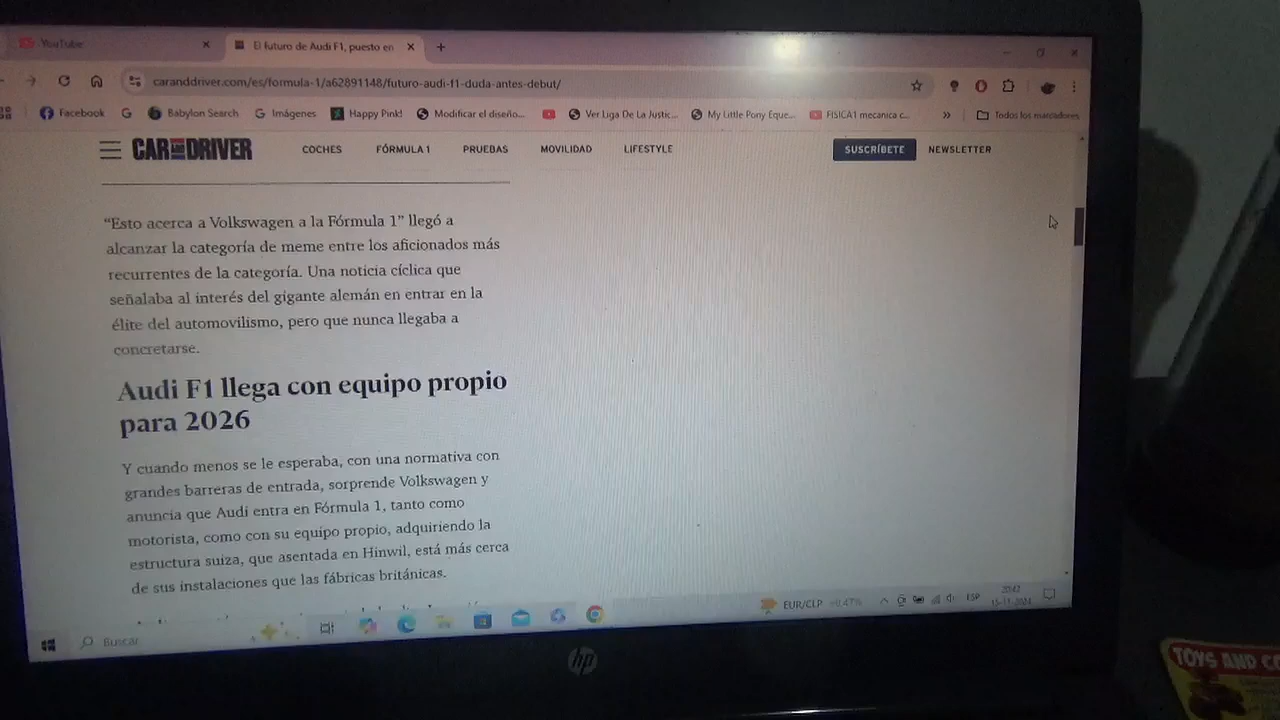 YouTube
El futuro de Audi F1, puesto en
caranddriver.com/es/formula-1/a62891148/futuro-audi-f1-duda-antes-debut/
Facebook
Babylon Search
Imágenes
Happy Pink!
Modificar el diseño...
Ver Liga De La Justic...
My Little Pony Eque...
FISICA1 mecanica c...
Todos los marcadores
CAR AND DRIVER
COCHES
FÓRMULA 1
PRUEBAS
MOVILIDAD
LIFESTYLE
SUSCRÍBETE
NEWSLETTER
“Esto acerca a Volkswagen a la Fórmula 1” llegó a
alcanzar la categoría de meme entre los aficionados más
recurrentes de la categoría. Una noticia cíclica que
señalaba al interés del gigante alemán en entrar en la
élite del automovilismo, pero que nunca llegaba a
concretarse.
Audi F1 llega con equipo propio
para 2026
Y cuando menos se le esperaba, con una normativa con
grandes barreras de entrada, sorprende Volkswagen y
anuncia que Audi entra en Fórmula 1, tanto como
motorista, como con su equipo propio, adquiriendo la
estructura suiza, que asentada en Hinwil, está más cerca
de sus instalaciones que las fábricas británicas.
Buscar
EUR/CLP
ESP
15-11-2024
hp
TOYS AND CO